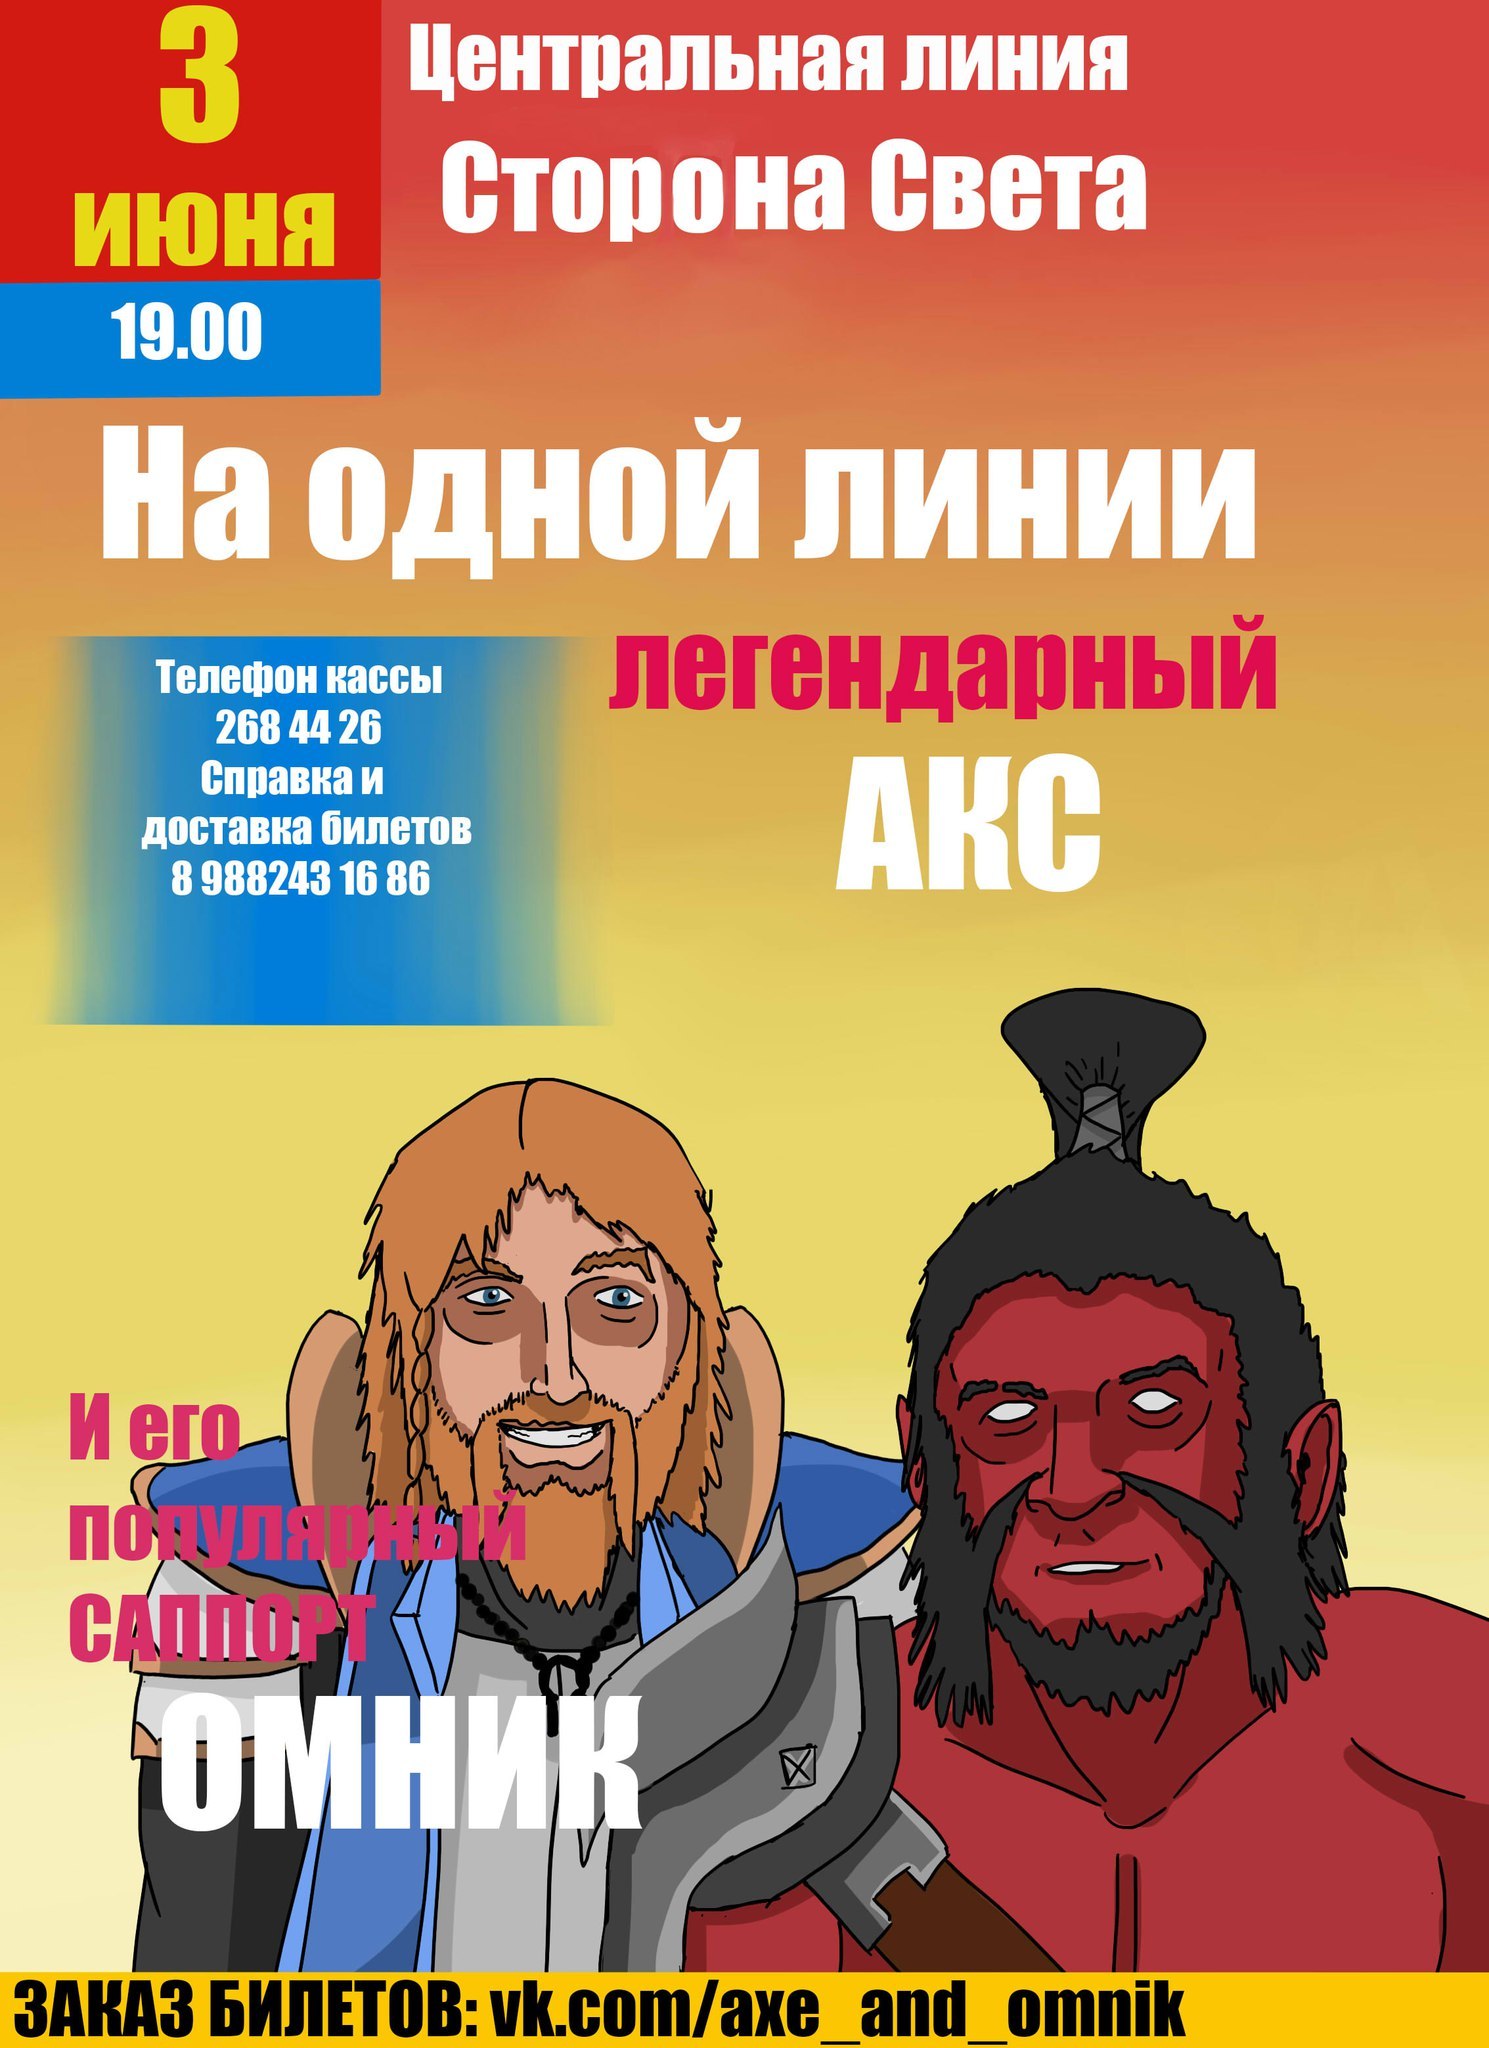 3
июня
19.00
Центральная линия
Сторона Света
На одной линии
легендарный
АКС
Телефон кассы
268 44 26
Справка и
доставка билетов
8 988243 16 86
И его
популярный
САППОРТ
ОМНИК
ЗАКАЗ БИЛЕТОВ: vk.com/axe_and_omnik